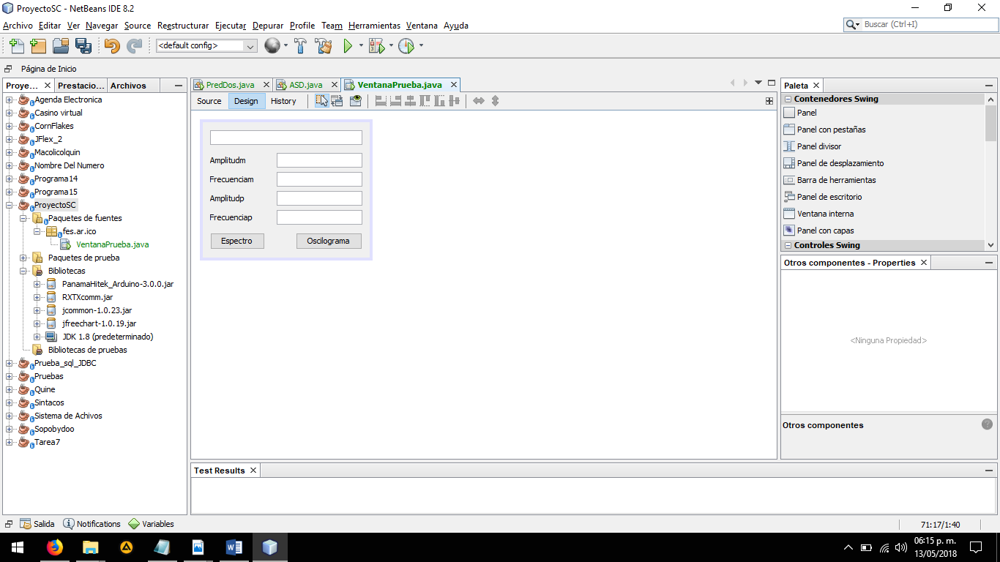 ProyectoSC - NetBeans IDE 8.2
Archivo Editar Ver Navegar Source Reestructurar Ejecutar Depurar Profile Team Herramientas Ventana Ayuda
Buscar (Ctrl+I)
<default config>
Página de Inicio
Proye...
Prestacio...
Archivos
Agenda Electronica
Casino virtual
CornFlakes
JFlex_2
Macolicolquin
Nombre Del Numero
Programa14
Programa15
ProyectoSC
Paquetes de fuentes
fes.ar.ico
VentanaPrueba.java
Paquetes de prueba
Bibliotecas
PanamaHitek_Arduino-3.0.0.jar
RXTXcomm.jar
jcommon-1.0.23.jar
jfreechart-1.0.19.jar
JDK 1.8 (predeterminado)
Bibliotecas de pruebas
Prueba_sql_JDBC
Pruebas
Quine
Sintacos
Sistema de Achivos
Sopobydoo
Tarea7
PredDos.java
ASD.java
VentanaPrueba.java
Source Design History
Amplitudm
Frecuenciam
Amplitudp
Frecuenciap
Espectro
Oscilograma
Paleta
Contenedores Swing
Panel
Panel con pestañas
Panel divisor
Panel de desplazamiento
Barra de herramientas
Panel de escritorio
Ventana interna
Panel con capas
Controles Swing
Otros componentes - Properties
<Ninguna Propiedad>
Otros componentes
Test Results
Salida
Notifications
Variables
71:17/1:40
06:15 p. m.
13/05/2018